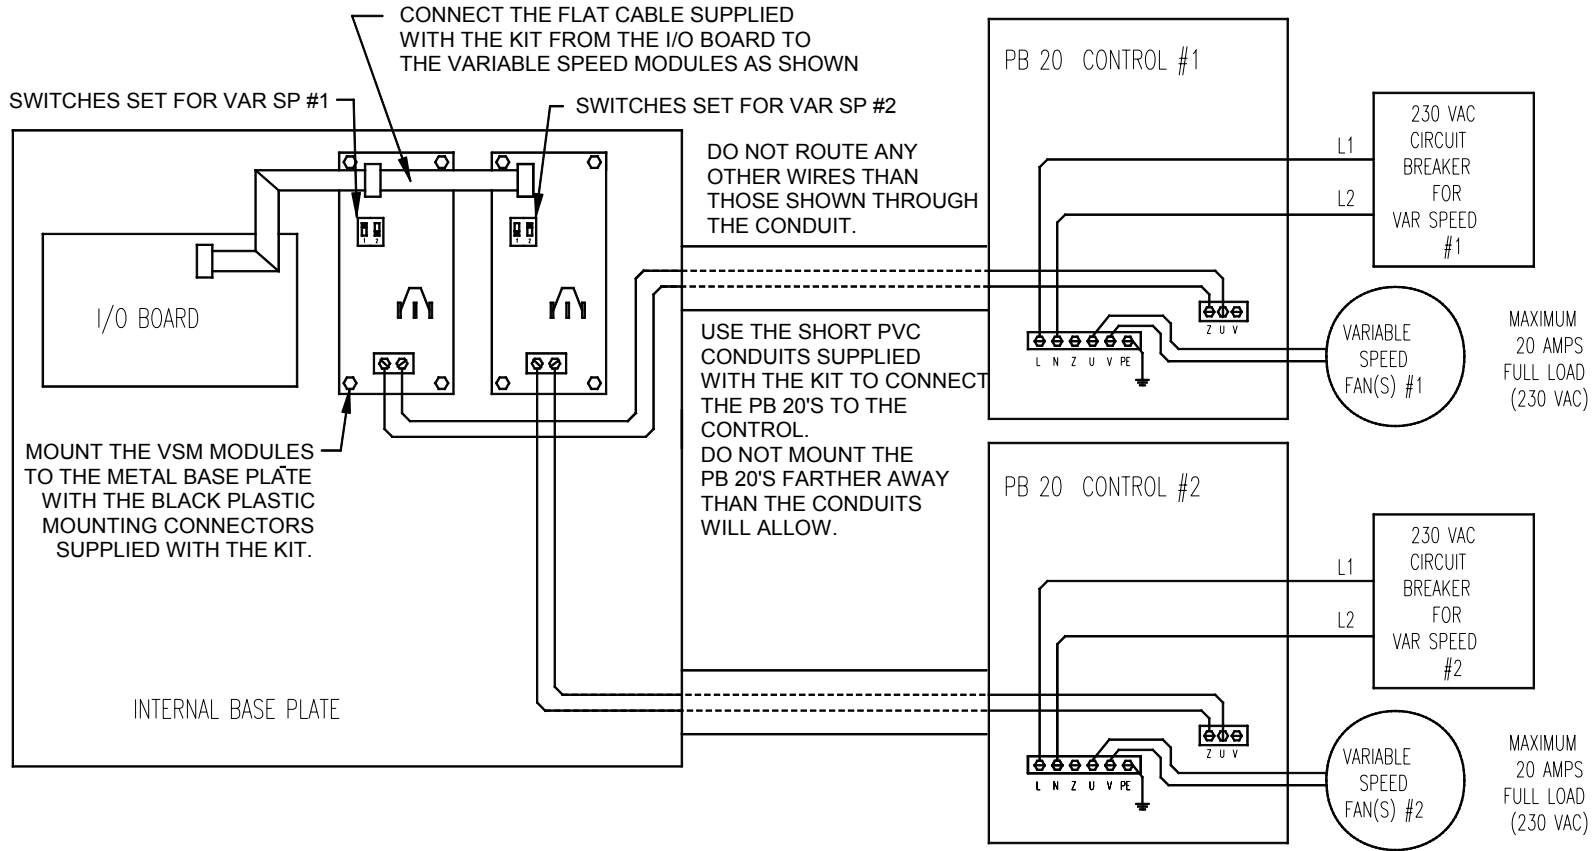 CONNECT THE FLAT CABLE SUPPLIED
WITH THE KIT FROM THE I/O BOARD TO
THE VARIABLE SPEED MODULES AS SHOWN
SWITCHES SET FOR VAR SP #1
SWITCHES SET FOR VAR SP #2
DO NOT ROUTE ANY
OTHER WIRES THAN
THOSE SHOWN THROUGH
THE CONDUIT.
1 2
1 2
I/O BOARD
MOUNT THE VSM MODULES
TO THE METAL BASE PLATE
WITH THE BLACK PLASTIC
MOUNTING CONNECTORS
SUPPLIED WITH THE KIT.
INTERNAL BASE PLATE
USE THE SHORT PVC
CONDUITS SUPPLIED
WITH THE KIT TO CONNECT
THE PB 20'S TO THE
CONTROL.
DO NOT MOUNT THE
PB 20'S FARTHER AWAY
THAN THE CONDUITS
WILL ALLOW.
PB 20 CONTROL #1
L1
L2
230 VAC
CIRCUIT
BREAKER
FOR
VAR SPEED
#1
Z U V
L N Z U V PE
VARIABLE
SPEED
FAN(S) #1
MAXIMUM
20 AMPS
FULL LOAD
(230 VAC)
PB 20 CONTROL #2
L1
L2
230 VAC
CIRCUIT
BREAKER
FOR
VAR SPEED
#2
Z U V
L N Z U V PE
VARIABLE
SPEED
FAN(S) #2
MAXIMUM
20 AMPS
FULL LOAD
(230 VAC)